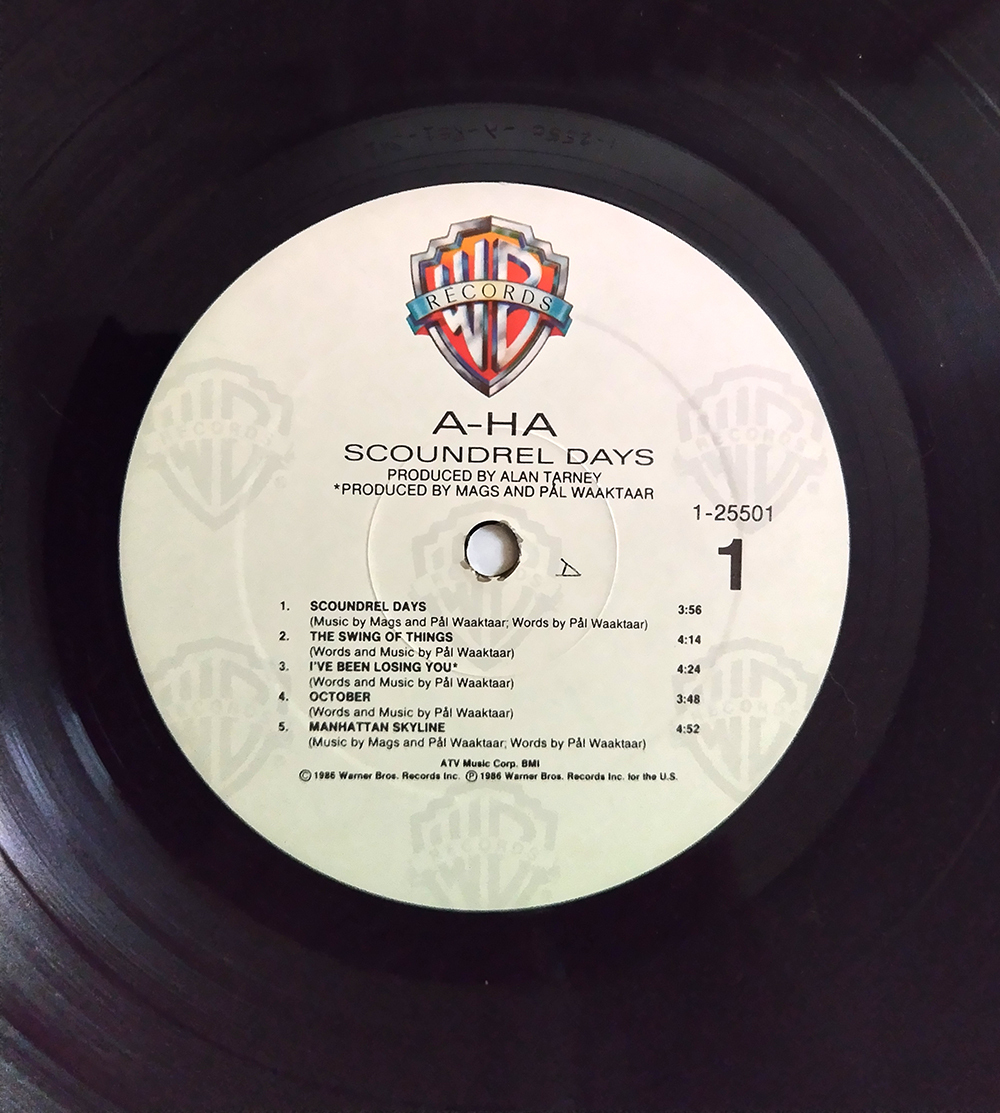 WB
RECORDS
A-HA
SCOUNDREL DAYS
PRODUCED BY ALAN TARNEY
*PRODUCED BY MAGS AND PÅL WAAKTAAR
1-25501
1
1. SCOUNDREL DAYS 3:56
(Music by Mags and Pål Waaktaar; Words by Pål Waaktaar)
2. THE SWING OF THINGS 4:14
(Words and Music by Pål Waaktaar)
3. I'VE BEEN LOSING YOU* 4:24
(Words and Music by Pål Waaktaar)
4. OCTOBER 3:48
(Words and Music by Pål Waaktaar)
5. MANHATTAN SKYLINE 4:52
(Music by Mags and Pål Waaktaar; Words by Pål Waaktaar)
ATV Music Corp. BMI
© 1986 Warner Bros. Records Inc. ℗ 1986 Warner Bros. Records Inc. for the U.S.